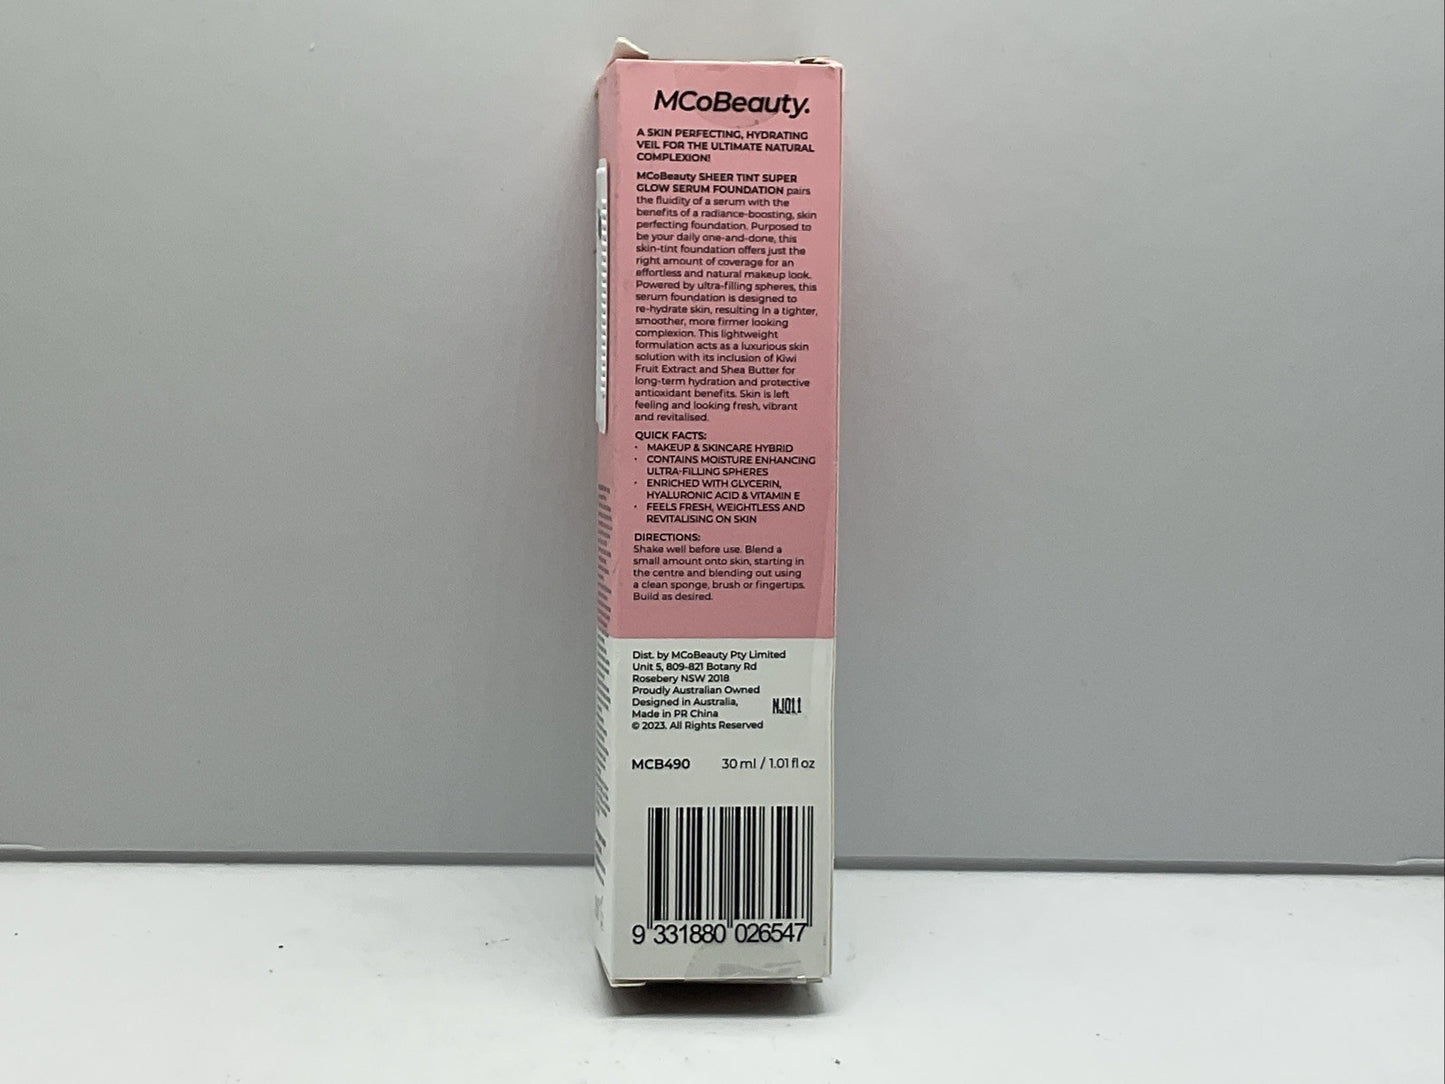 MCoBeauty.
A SKIN PERFECTING, HYDRATING
VEIL FOR THE ULTIMATE NATURAL
COMPLEXION!
MCoBeauty SHEER TINT SUPER
GLOW SERUM FOUNDATION pairs
the fluidity of a serum with the
benefits of a radiance-boosting, skin
perfecting foundation. Purposed to
be your daily one-and-done, this
skin-tint foundation offers just the
right amount of coverage for an
effortless and natural makeup look.
Powered by ultra-filling spheres, this
serum foundation is designed to
re-hydrate skin, resulting in a tighter,
smoother, more firmer looking
complexion. This lightweight
formulation acts as a luxurious skin
solution with its inclusion of Kiwi
Fruit Extract and Shea Butter for
long-term hydration and protective
antioxidant benefits. Skin is left
feeling and looking fresh, vibrant
and revitalised.
QUICK FACTS:
• MAKEUP & SKINCARE HYBRID
• CONTAINS MOISTURE ENHANCING
ULTRA-FILLING SPHERES
• ENRICHED WITH GLYCERIN,
HYALURONIC ACID & VITAMIN E
• FEELS FRESH, WEIGHTLESS AND
REVITALISING ON SKIN
DIRECTIONS:
Shake well before use. Blend a
small amount onto skin, starting in
the centre and blending out using
a clean sponge, brush or fingertips.
Build as desired.
Dist. by MCoBeauty Pty Limited
Unit 5, 809-821 Botany Rd
Rosebery NSW 2018
Proudly Australian Owned
Designed in Australia,
Made in PR China
© 2023. All Rights Reserved
NJ011
MCB490 30 ml / 1.01 fl oz
9 331880 026547